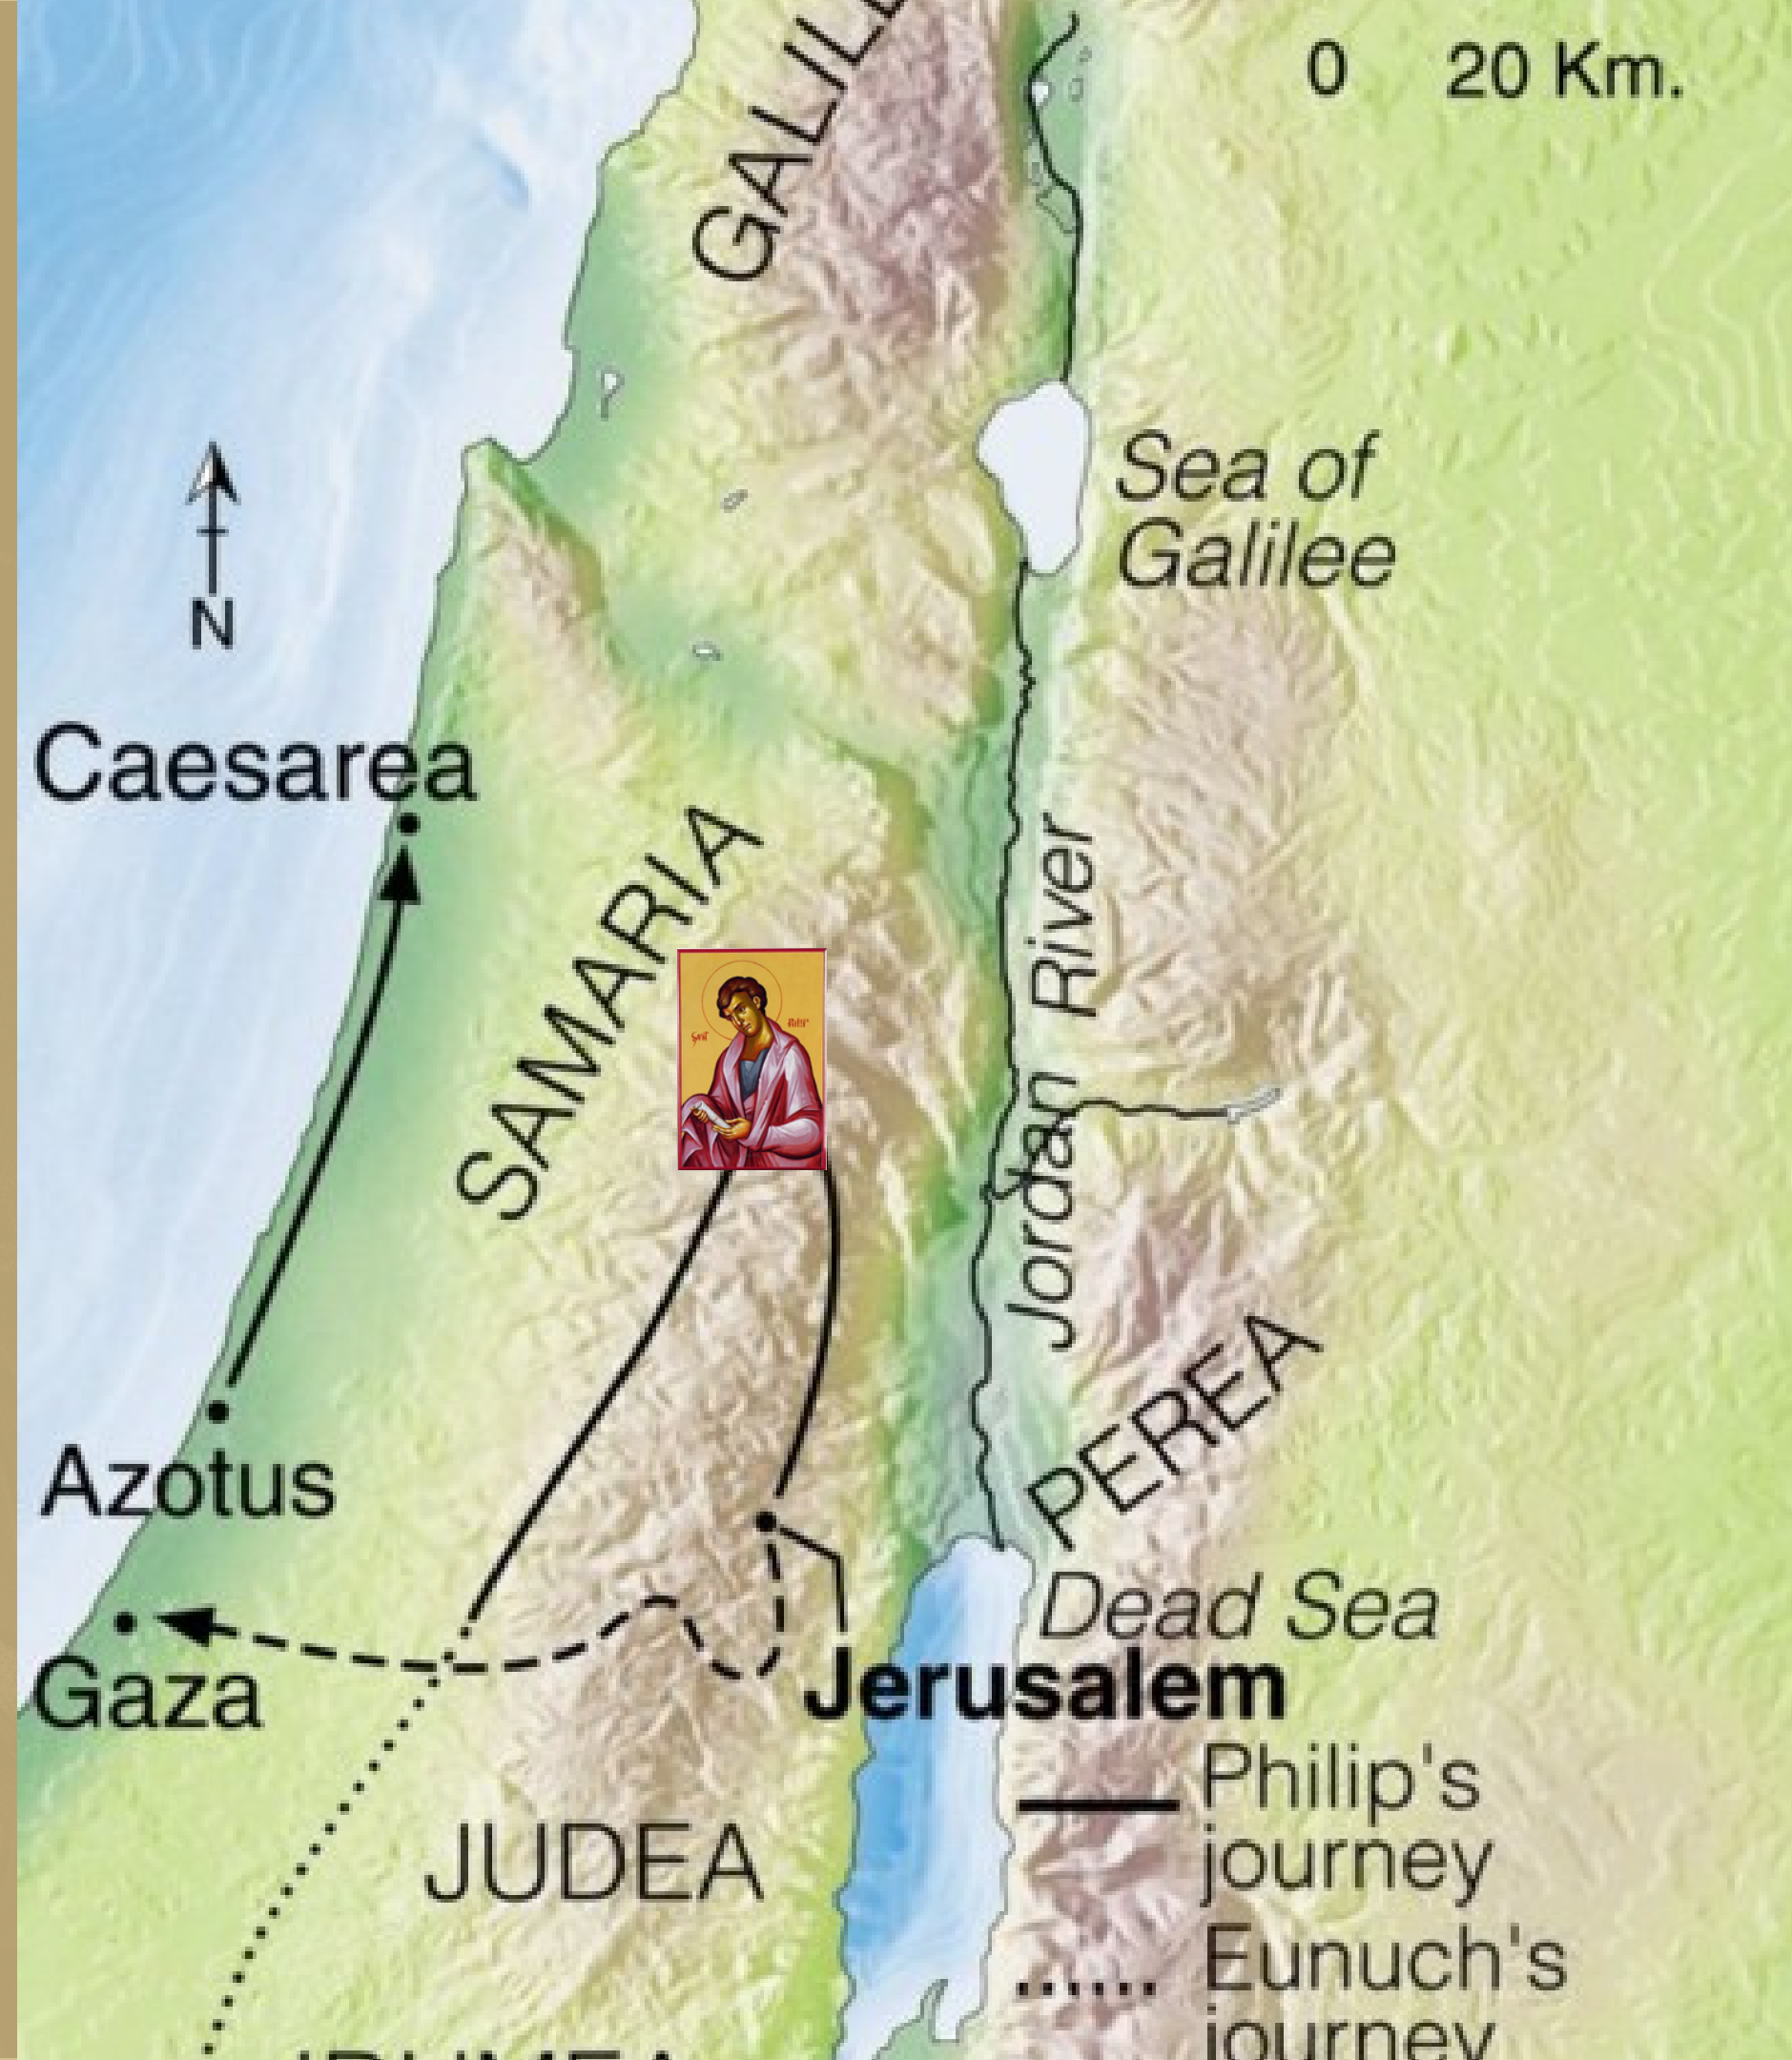 GALILE
0 20 Km.
Sea of
Galilee
N
Caesarea
SAMARIA
Jordan River
PEREA
Azotus
Dead Sea
Gaza
Jerusalem
Philip's
journey
JUDEA
Eunuch's
journey